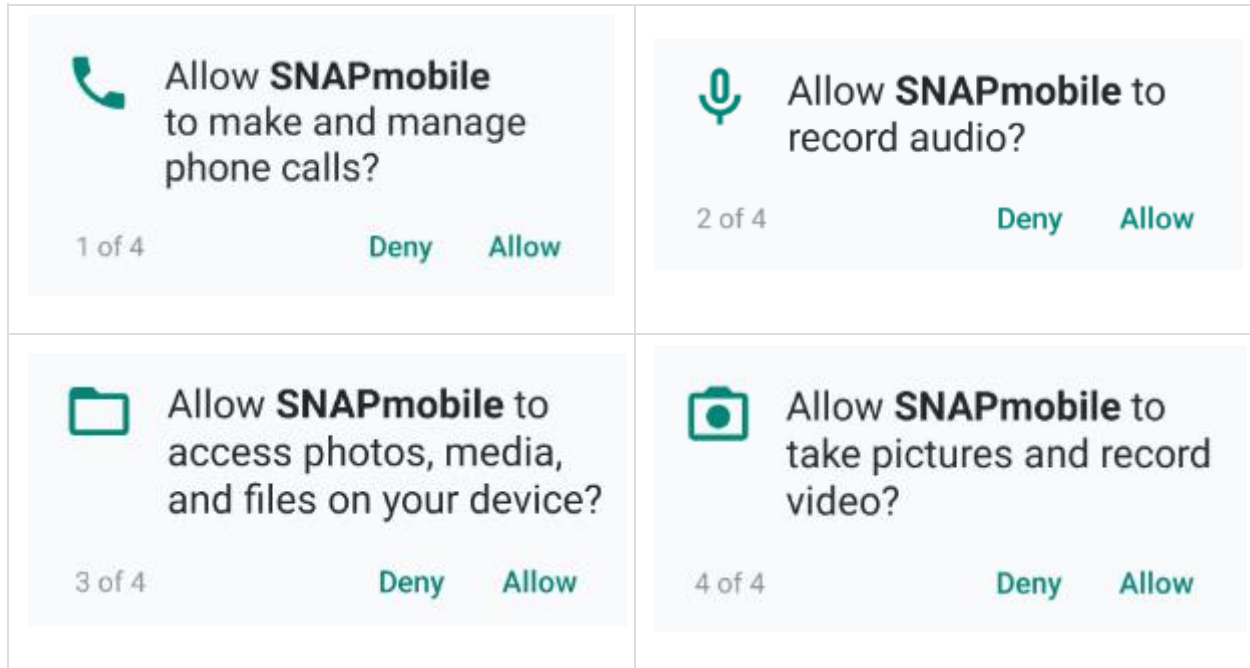 Allow SNAPmobile
to make and manage
phone calls?
1 of 4
Deny
Allow
Allow SNAPmobile to
record audio?
2 of 4
Deny
Allow
Allow SNAPmobile to
access photos, media,
and files on your device?
3 of 4
Deny
Allow
Allow SNAPmobile to
take pictures and record
video?
4 of 4
Deny
Allow